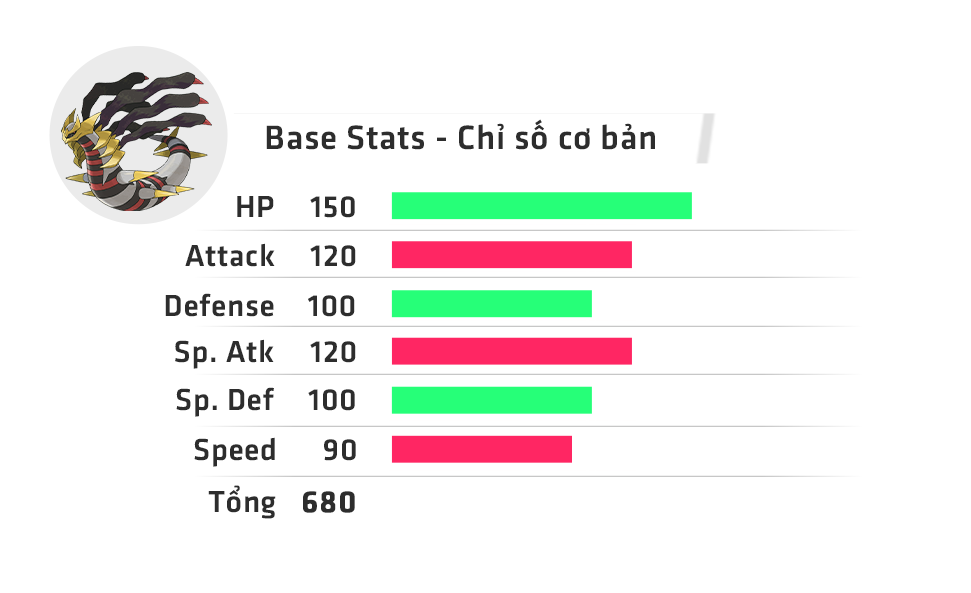 Base Stats - Chỉ số cơ bản
HP 150
Attack 120
Defense 100
Sp. Atk 120
Sp. Def 100
Speed 90
Tổng 680